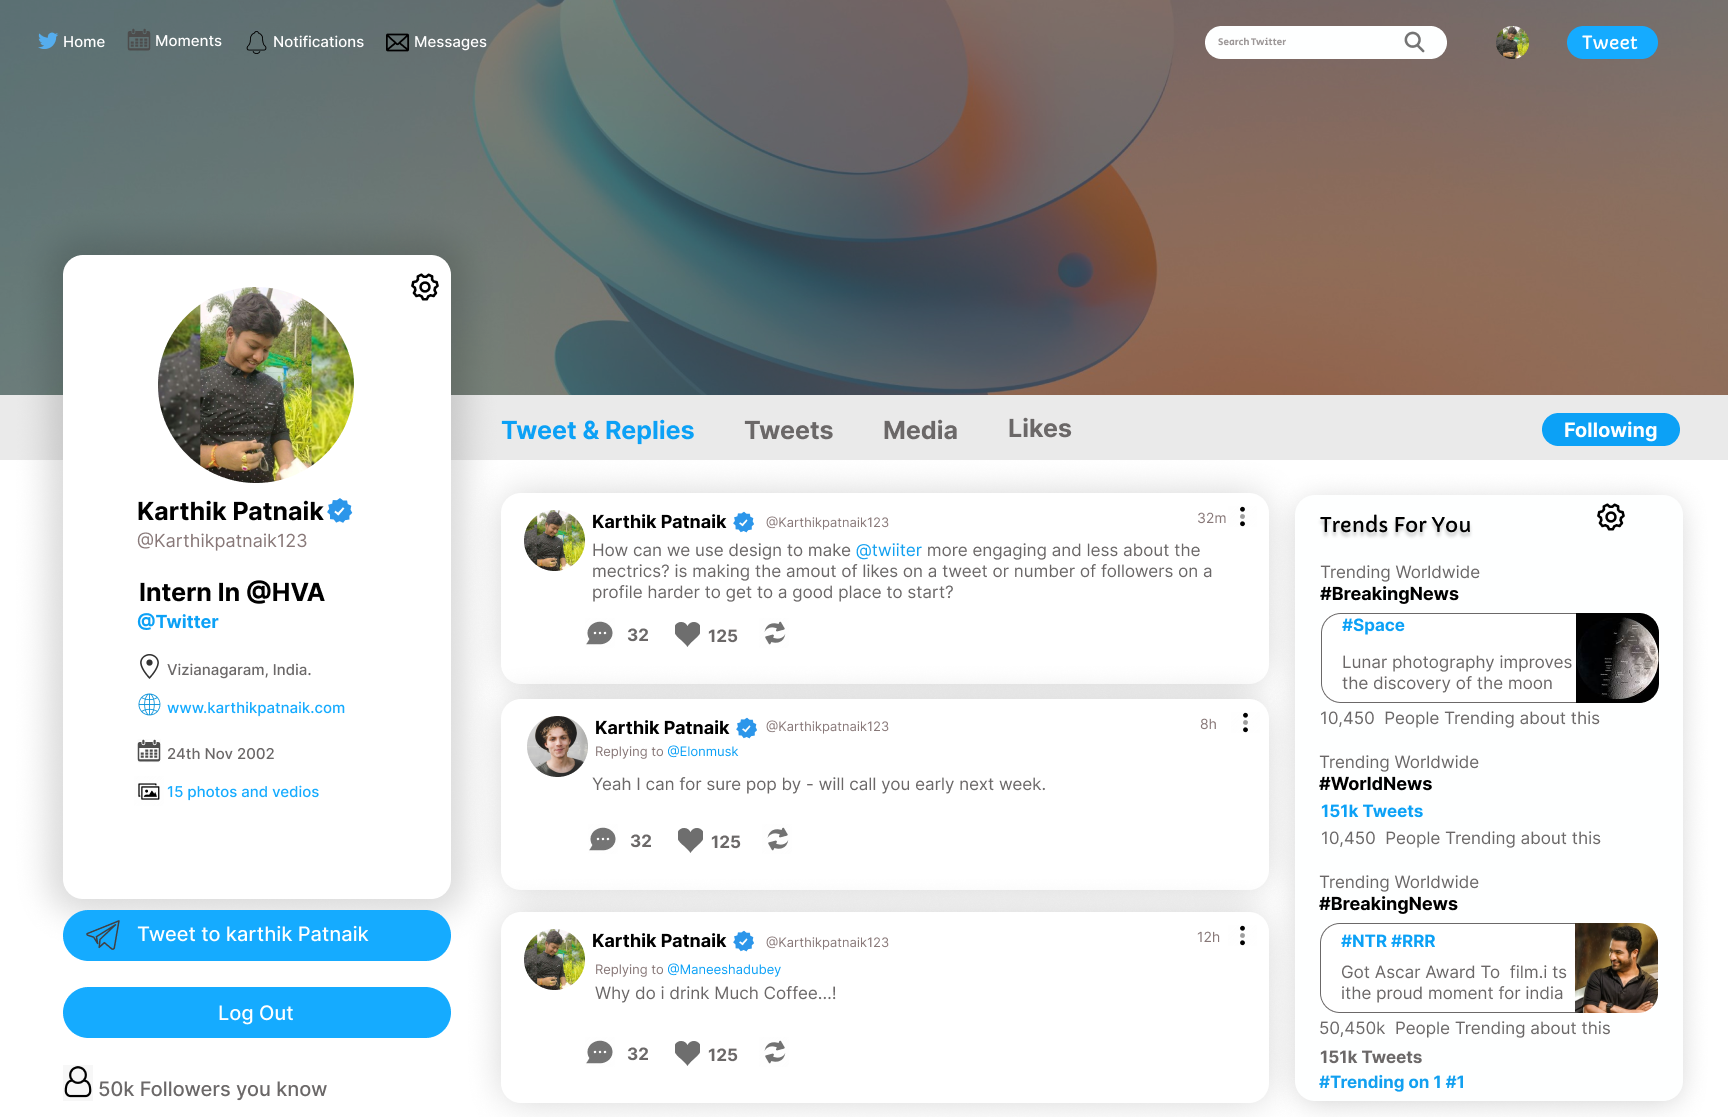 Home
Moments
Notifications
Messages
Search Twitter
Tweet
Karthik Patnaik
@Karthikpatnaik123
Intern In @HVA
@Twitter
Vizianagaram, India.
www.karthikpatnaik.com
24th Nov 2002
15 photos and vedios
Tweet to karthik Patnaik
Log Out
50k Followers you know
Tweet & Replies
Tweets
Media
Likes
Following
Karthik Patnaik @Karthikpatnaik123 32m
How can we use design to make @twiiter more engaging and less about the
mectrics? is making the amout of likes on a tweet or number of followers on a
profile harder to get to a good place to start?
32 125
Karthik Patnaik @Karthikpatnaik123 8h
Replying to @Elonmusk
Yeah I can for sure pop by - will call you early next week.
32 125
Karthik Patnaik @Karthikpatnaik123 12h
Replying to @Maneeshadubey
Why do i drink Much Coffee...!
32 125
Trends For You
Trending Worldwide
#BreakingNews
#Space
Lunar photography improves
the discovery of the moon
10,450 People Trending about this
Trending Worldwide
#WorldNews
151k Tweets
10,450 People Trending about this
Trending Worldwide
#BreakingNews
#NTR #RRR
Got Ascar Award To film.i ts
ithe proud moment for india
50,450k People Trending about this
151k Tweets
#Trending on 1 #1